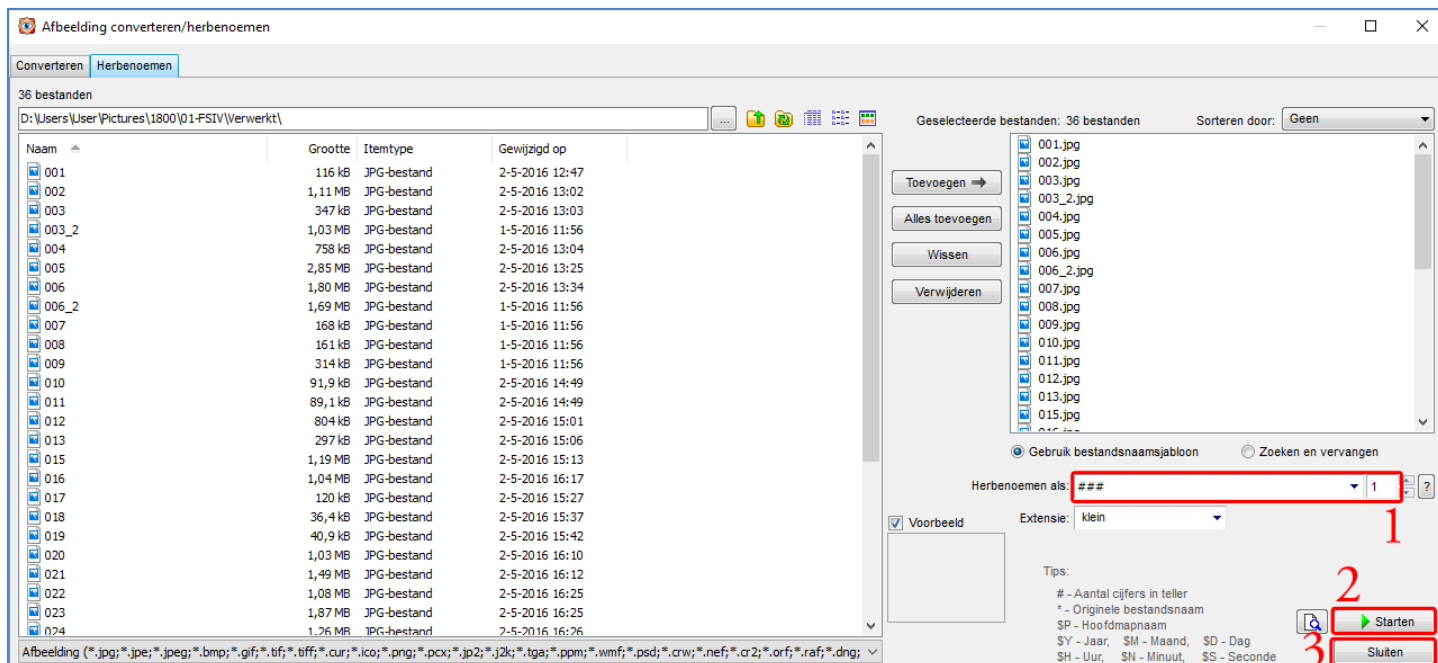 Afbeelding converteren/herbenoemen
Converteren Herbenoemen
36 bestanden
D:\Users\User\Pictures\1800\01-FSIV\Verwerkt\ ...
Geselecteerde bestanden: 36 bestanden Sorteren door: Geen
Naam Grootte Itemtype Gewijzigd op
001 116 kB JPG-bestand 2-5-2016 12:47
002 1,11 MB JPG-bestand 2-5-2016 13:02
003 347 kB JPG-bestand 2-5-2016 13:03
003_2 1,03 MB JPG-bestand 1-5-2016 11:56
004 758 kB JPG-bestand 2-5-2016 13:04
005 2,85 MB JPG-bestand 2-5-2016 13:25
006 1,80 MB JPG-bestand 2-5-2016 13:34
006_2 1,69 MB JPG-bestand 1-5-2016 11:56
007 168 kB JPG-bestand 1-5-2016 11:56
008 161 kB JPG-bestand 1-5-2016 11:56
009 314 kB JPG-bestand 1-5-2016 11:56
010 91,9 kB JPG-bestand 2-5-2016 14:49
011 89,1 kB JPG-bestand 2-5-2016 14:49
012 804 kB JPG-bestand 2-5-2016 15:01
013 297 kB JPG-bestand 2-5-2016 15:06
015 1,19 MB JPG-bestand 2-5-2016 15:13
016 1,04 MB JPG-bestand 2-5-2016 16:17
017 120 kB JPG-bestand 2-5-2016 15:27
018 36,4 kB JPG-bestand 2-5-2016 15:37
019 40,9 kB JPG-bestand 2-5-2016 15:42
020 1,03 MB JPG-bestand 2-5-2016 16:10
021 1,49 MB JPG-bestand 2-5-2016 16:12
022 1,08 MB JPG-bestand 2-5-2016 16:25
023 1,87 MB JPG-bestand 2-5-2016 16:25
024 1,26 MB JPG-bestand 2-5-2016 16:26
Afbeelding (*.jpg;*.jpe;*.jpeg;*.bmp;*.gif;*.tif;*.tiff;*.cur;*.ico;*.png;*.pcx;*.jp2;*.j2k;*.tga;*.ppm;*.wmf;*.psd;*.crw;*.nef;*.cr2;*.orf;*.raf;*.dng;
Toevoegen
Alles toevoegen
Wissen
Verwijderen
001.jpg
002.jpg
003.jpg
003_2.jpg
004.jpg
005.jpg
006.jpg
006_2.jpg
007.jpg
008.jpg
009.jpg
010.jpg
011.jpg
012.jpg
013.jpg
015.jpg
016.jpg
Gebruik bestandsnaamsjabloon Zoeken en vervangen
Herbenoemen als: ### 1 ?
1
Voorbeeld
Extensie: klein
Tips:
# - Aantal cijfers in teller
* - Originele bestandsnaam
$P - Hoofdmapnaam
$Y - Jaar, $M - Maand, $D - Dag
$H - Uur, $N - Minuut, $S - Seconde
2
Starten
3
Sluiten